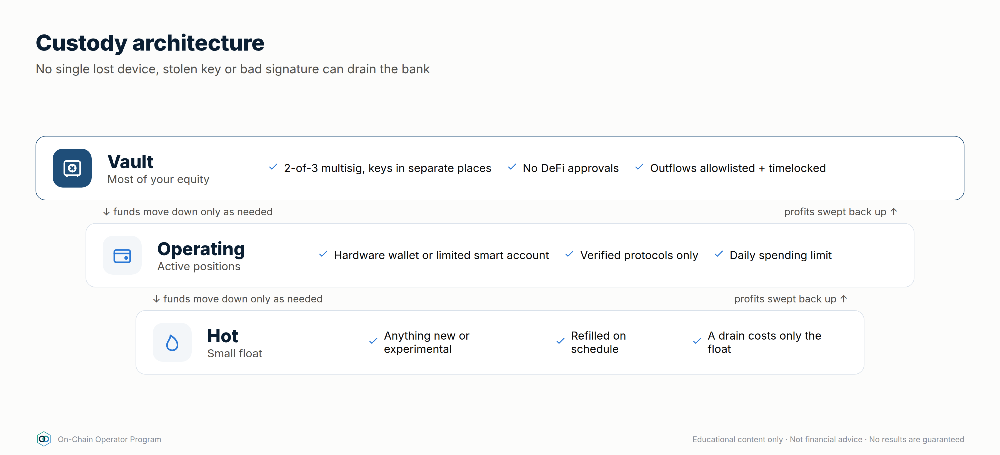 Custody architecture
No single lost device, stolen key or bad signature can drain the bank
Vault
Most of your equity
2-of-3 multisig, keys in separate places
No DeFi approvals
Outflows allowlisted + timelocked
↓ funds move down only as needed
profits swept back up ↑
Operating
Active positions
Hardware wallet or limited smart account
Verified protocols only
Daily spending limit
↓ funds move down only as needed
profits swept back up ↑
Hot
Small float
Anything new or
experimental
Refilled on
schedule
A drain costs only the
float
On-Chain Operator Program
Educational content only · Not financial advice · No results are guaranteed